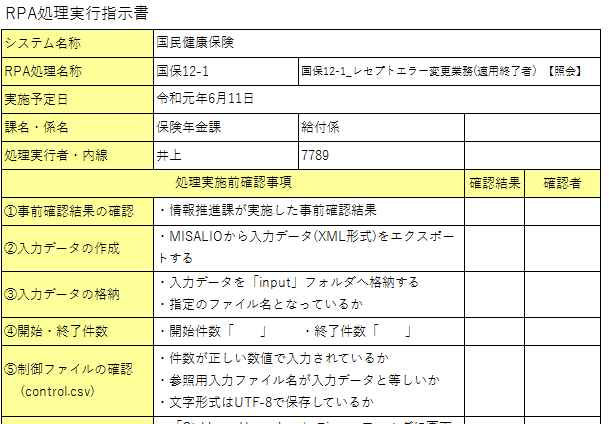 RPA処理実行指示書
システム名称 国民健康保険
RPA処理名称 国保12-1 国保12-1_レセプトエラー変更業務(適用終了者)【照会】
実施予定日 令和元年6月11日
課名・係名 保険年金課 給付係
処理実行者・内線 井上 7789
処理実施前確認事項 確認結果 確認者
①事前確認結果の確認 ・情報推進課が実施した事前確認結果
②入力データの作成 ・MISALIOから入力データ(XML形式)をエクスポー
トする
③入力データの格納 ・入力データを「input」フォルダへ格納する
・指定のファイル名となっているか
④開始・終了件数 ・開始件数「　　」　　・終了件数「　　」
⑤制御ファイルの確認
(control.csv)
・件数が正しい数値で入力されているか
・参照用入力ファイル名が入力データと等しいか
・文字形式はUTF-8で保存しているか